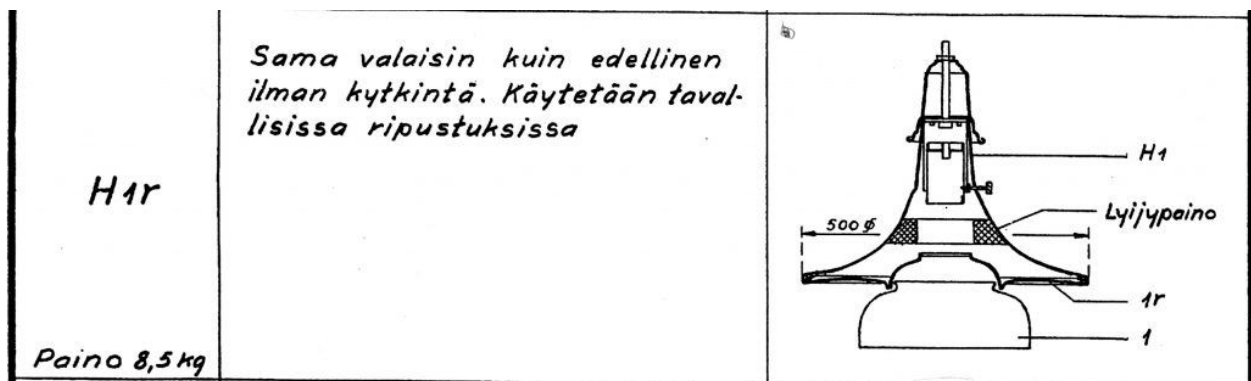 H1r
Paino 8,5 kg
Sama valaisin kuin edellinen
ilman kytkintä. Käytetään taval-
lisissa ripustuksissa
H1
Lyijypaino
500 ∅
1r
1